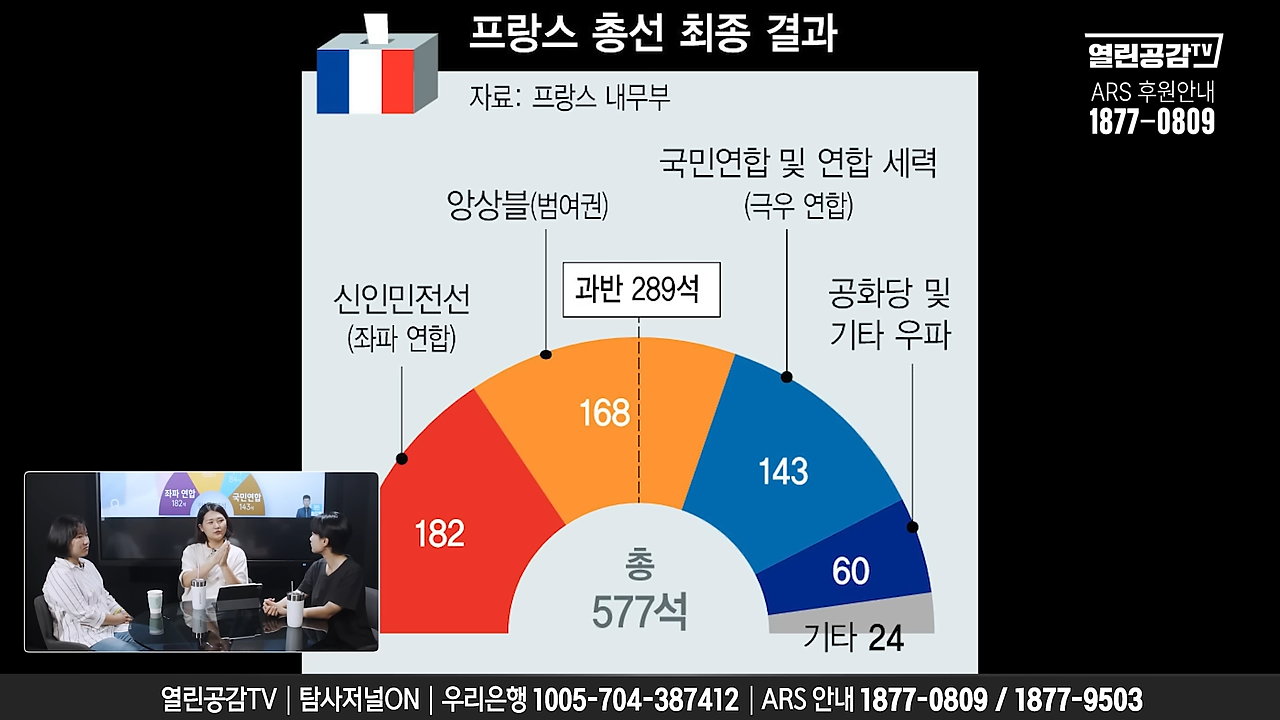 프랑스 총선 최종 결과
자료: 프랑스 내무부
열린공감TV
ARS 후원안내
1877-0809
국민연합 및 연합 세력
(극우 연합)
앙상블(범여권)
과반 289석
공화당 및
기타 우파
신인민전선
(좌파 연합)
168
143
182
60
총
577석
기타 24
좌파 연합
182석
국민연합
143석
열린공감TV | 탐사저널ON | 우리은행 1005-704-387412 | ARS 안내 1877-0809 / 1877-9503